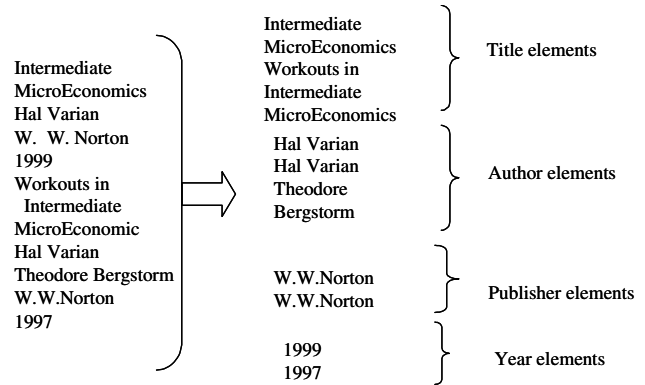 Intermediate
MicroEconomics
Hal Varian
W. W. Norton
1999
Workouts in
Intermediate
MicroEconomic
Hal Varian
Theodore Bergstorm
W.W.Norton
1997
Intermediate
MicroEconomics
Workouts in
Intermediate
MicroEconomics
Title elements
Hal Varian
Hal Varian
Theodore
Bergstorm
Author elements
W.W.Norton
W.W.Norton
Publisher elements
1999
1997
Year elements